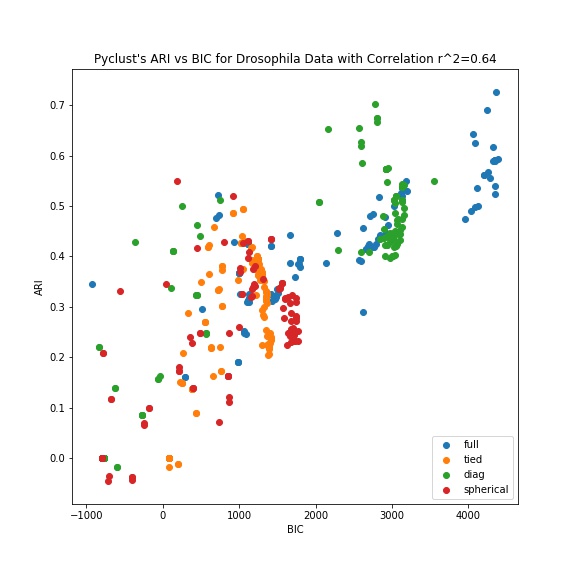 Pyclust's ARI vs BIC for Drosophila Data with Correlation r^2=0.64
0.7
0.6
0.5
0.4
0.3
0.2
0.1
0.0
ARI
−1000
0
1000
2000
3000
4000
BIC
full
tied
diag
spherical